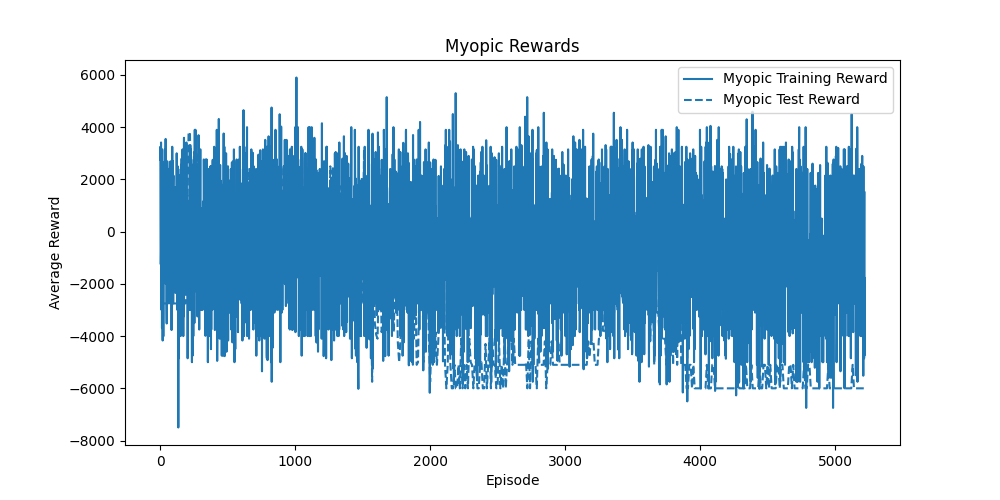 Myopic Rewards
Myopic Training Reward
Myopic Test Reward
6000
4000
2000
0
−2000
−4000
−6000
−8000
Average Reward
0 1000 2000 3000 4000 5000
Episode